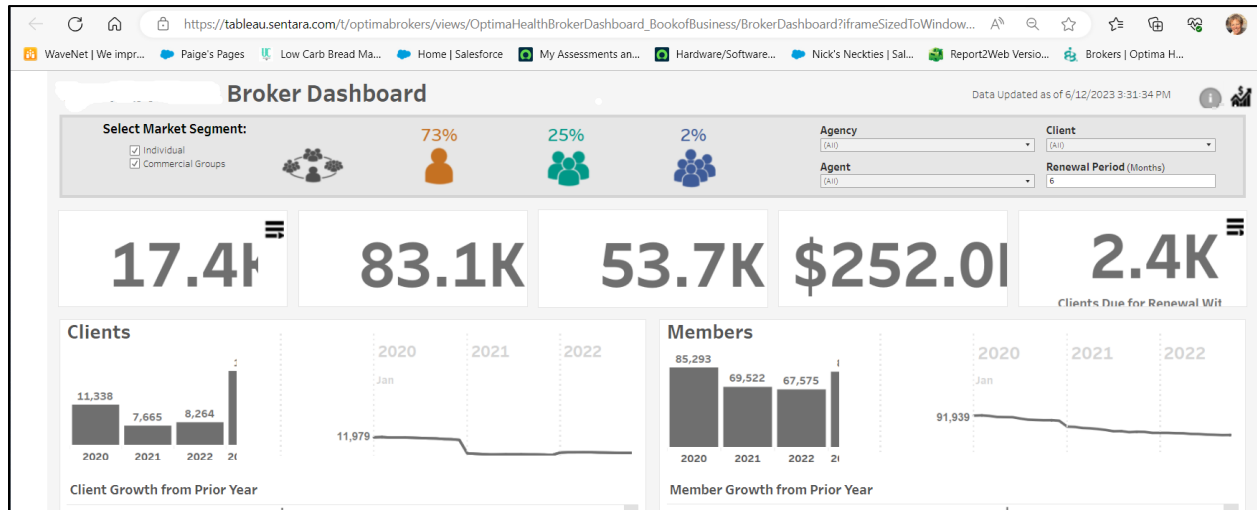 https://tableau.sentara.com/t/optimabrokers/views/OptimaHealthBrokerDashboard_BookofBusiness/BrokerDashboard?iframeSizedToWindow...
WaveNet | We impr... Paige's Pages Low Carb Bread Ma... Home | Salesforce My Assessments an... Hardware/Software... Nick's Neckties | Sal... Report2Web Versio... Brokers | Optima H...
Broker Dashboard
Data Updated as of 6/12/2023 3:31:34 PM
Select Market Segment:
Individual
Commercial Groups
73%
25%
2%
Agency
(All)
Client
(All)
Agent
(All)
Renewal Period (Months)
6
17.4K
83.1K
53.7K
$252.0
2.4K
Clients Due for Renewal Wit
Clients
11,338
7,665
8,264
2020 2021 2022
2020 2021 2022
Jan
11,979
Client Growth from Prior Year
Members
85,293
69,522
67,575
2020 2021 2022
2020 2021 2022
Jan
91,939
Member Growth from Prior Year